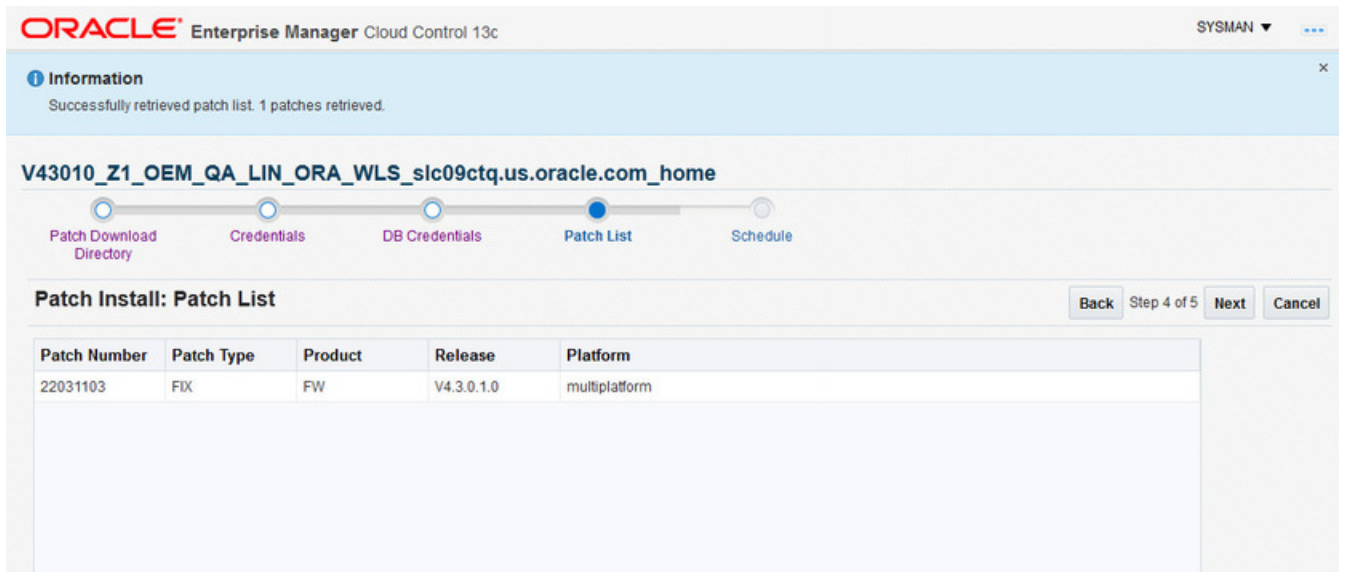 ORACLE Enterprise Manager Cloud Control 13c
SYSMAN
Information
Successfully retrieved patch list. 1 patches retrieved.
V43010_Z1_OEM_QA_LIN_ORA_WLS_slc09ctq.us.oracle.com_home
Patch Download Credentials DB Credentials Patch List Schedule
Directory
Patch Install: Patch List
Back Step 4 of 5 Next Cancel
Patch Number Patch Type Product Release Platform
22031103 FIX FW V4.3.0.1.0 multiplatform